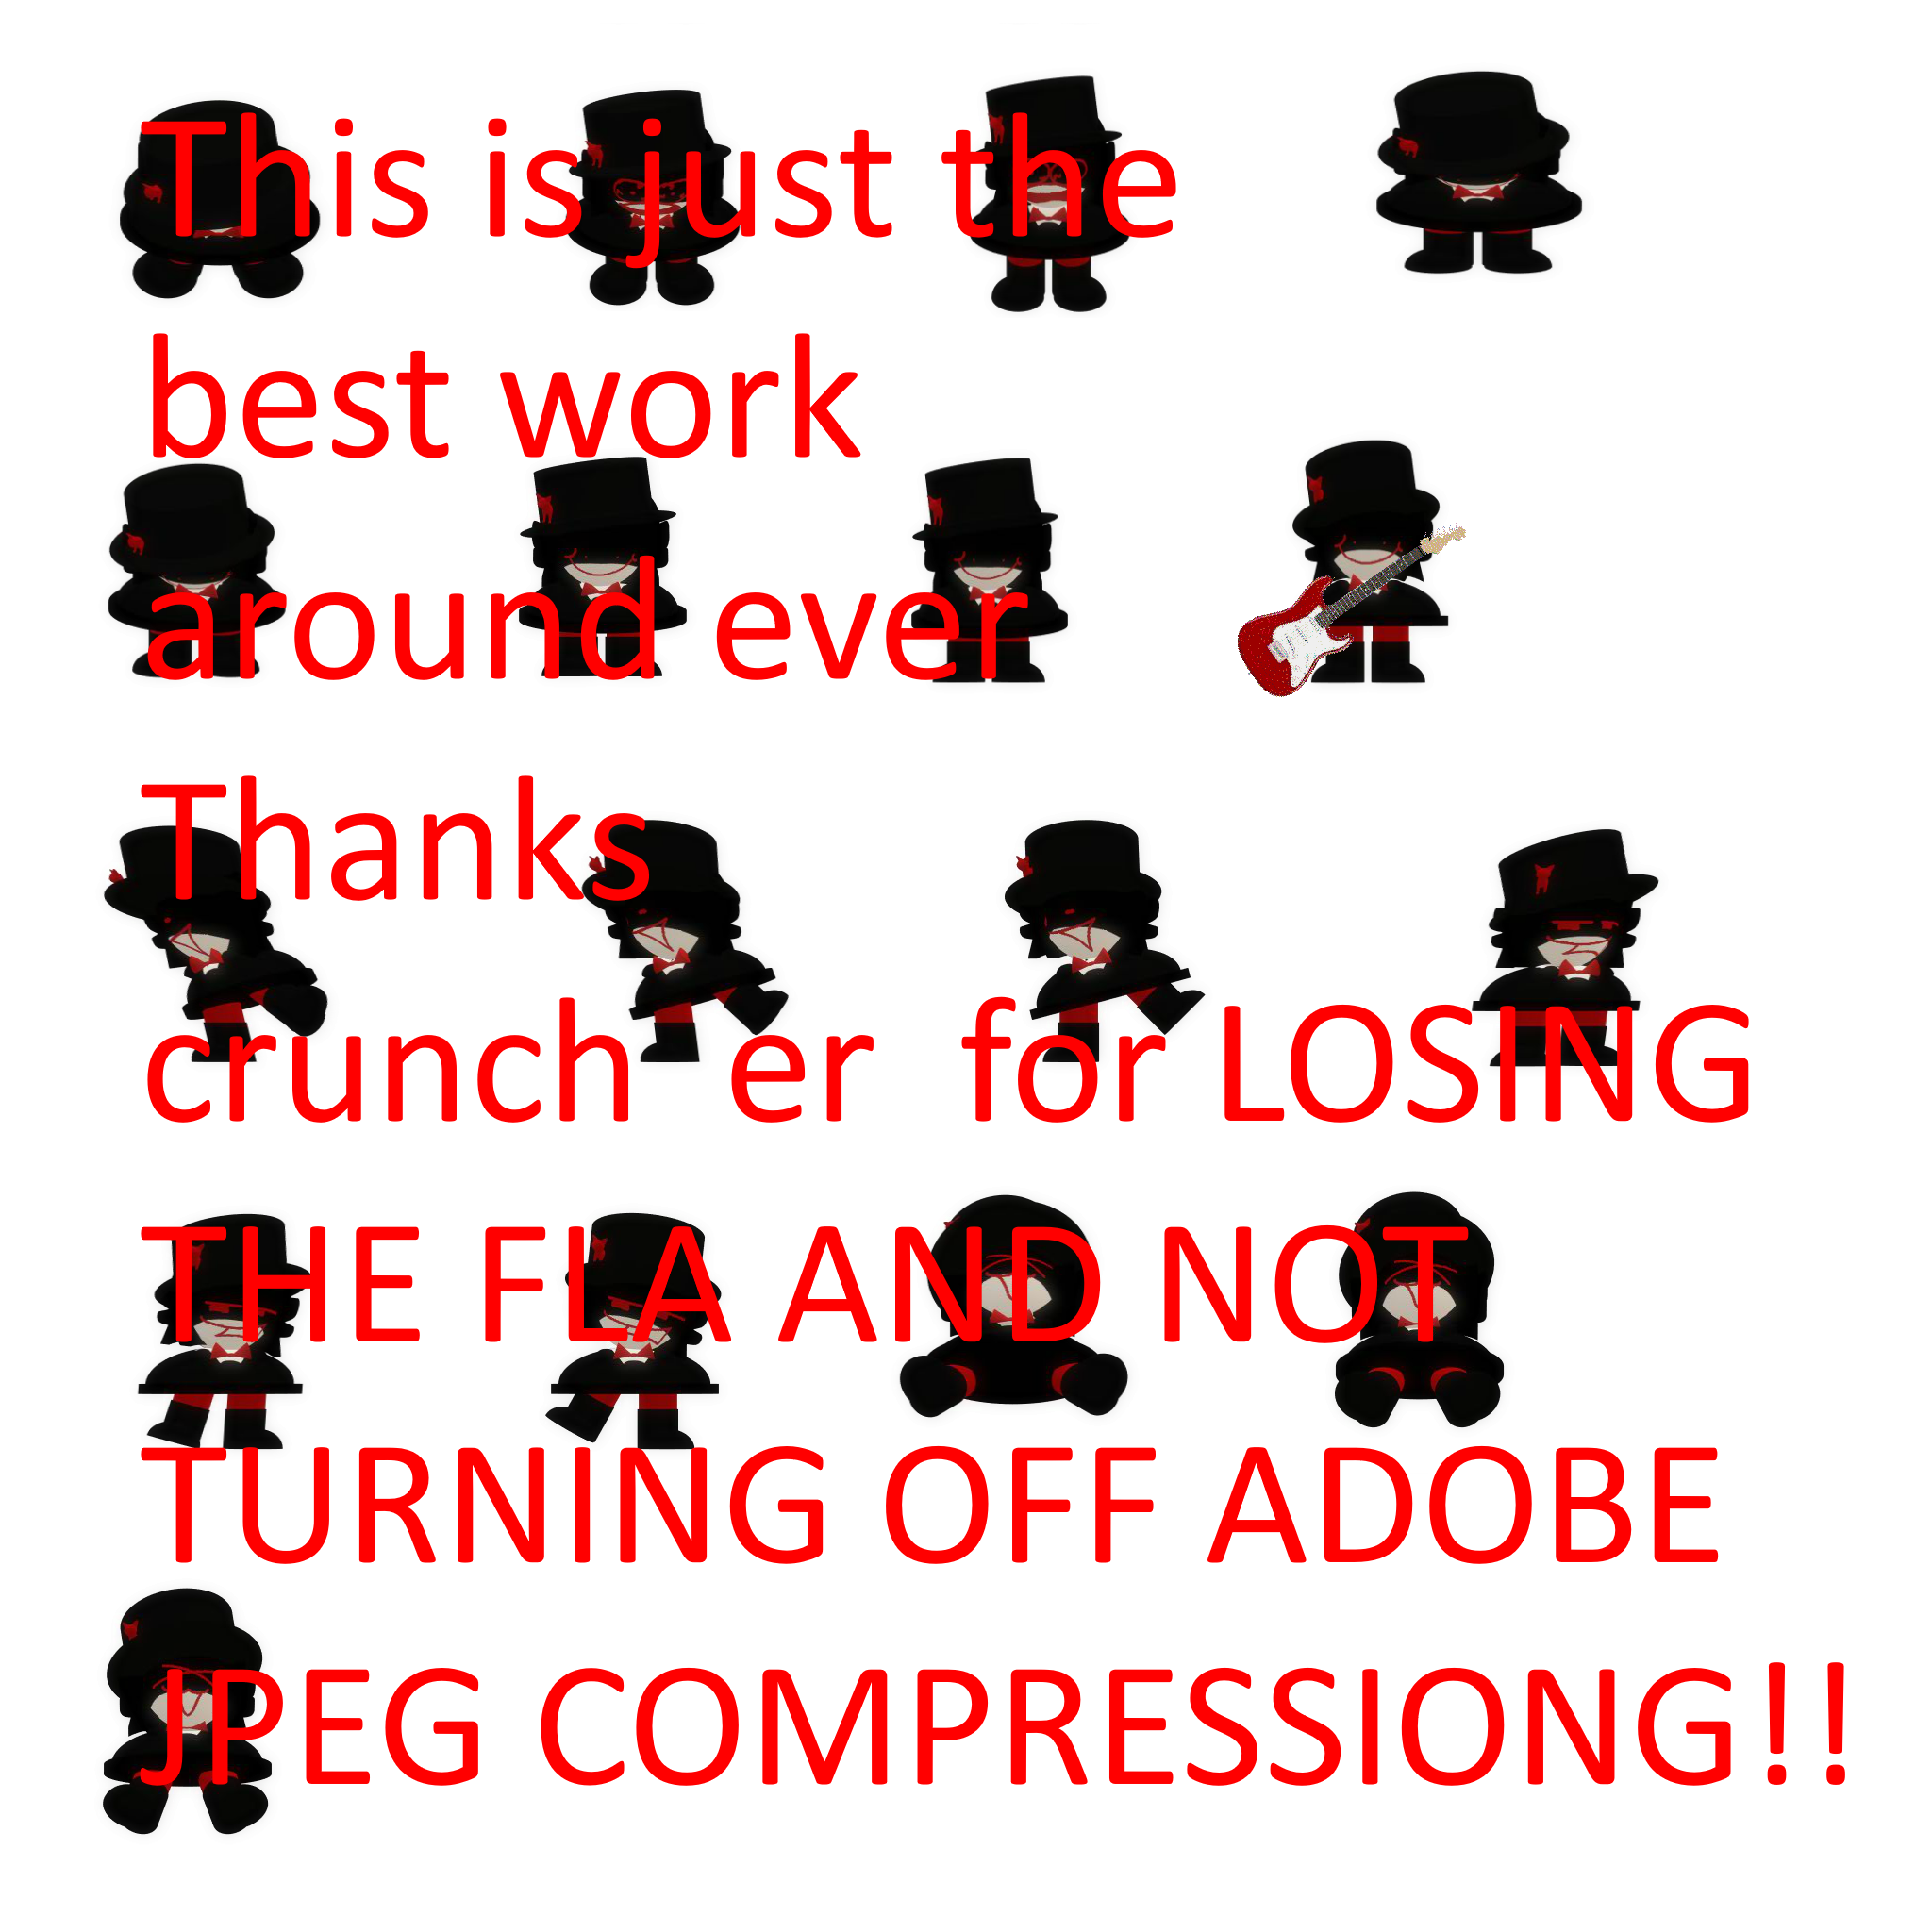 This is just the
best work
around ever
Thanks
crunch er for LOSING
THE FLA AND NOT
TURNING OFF ADOBE
JPEG COMPRESSIONG!!